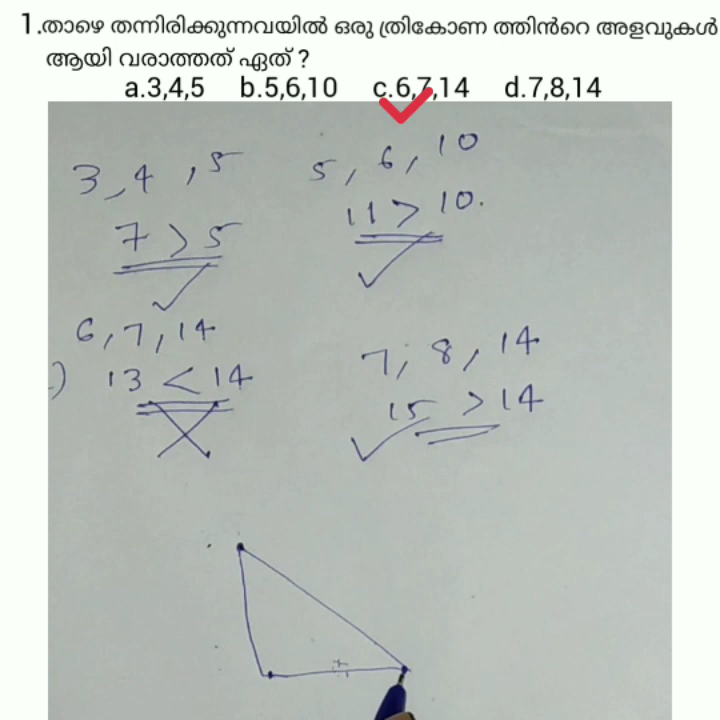 1.താഴെ തന്നിരിക്കുന്നവയിൽ ഒരു ത്രികോണ ത്തിൻറെ അളവുകൾ
ആയി വരാത്തത് ഏത് ?
a.3,4,5 b.5,6,10 c.6,7,14 d.7,8,14
3,4,5 5,6,10
7>5 11>10.
6,7,14 7,8,14
13<14 15>14